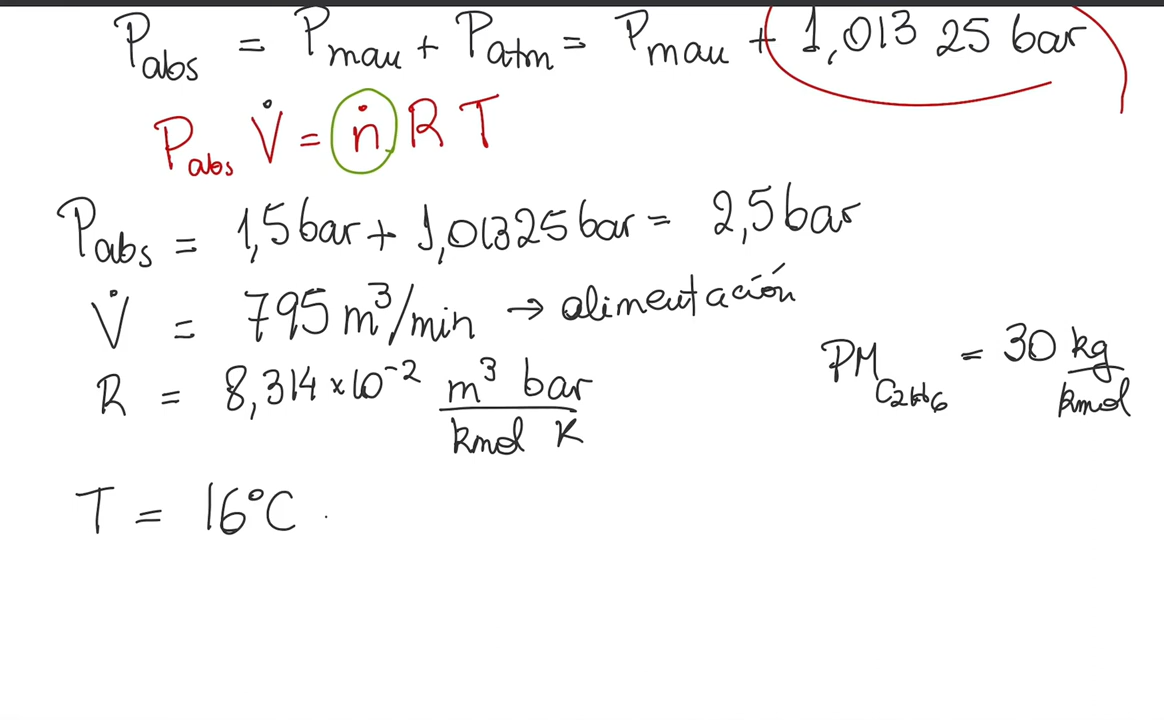 Pabs = Pman + Patm = Pman + 1,013 25 bar
Pabs V̇ = ṅ R T
Pabs = 1,5 bar + 1,01325 bar = 2,5 bar
V̇ = 795 m³/min → alimentación
R = 8,314 × 10⁻² m³ bar / kmol K
PM C2H6 = 30 kg / kmol
T = 16°C